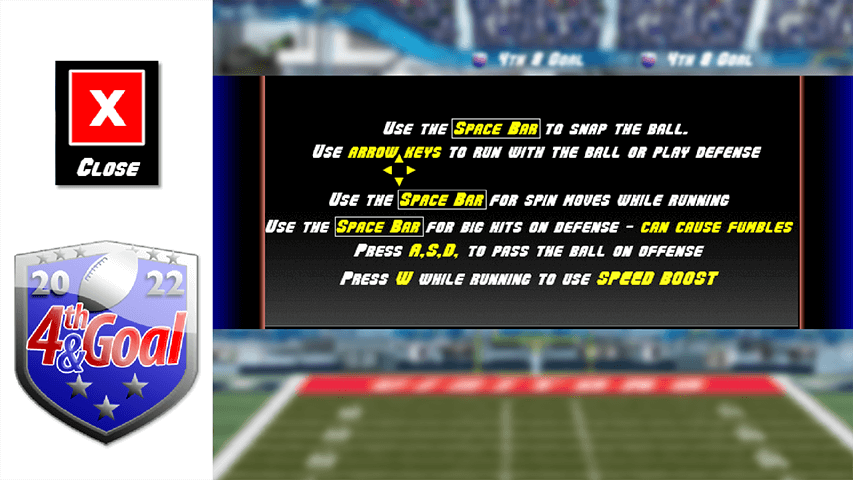 4th & Goal 4th & Goal
X
Close
Use the Space Bar to snap the ball.
Use arrow keys to run with the ball or play defense
Use the Space Bar for spin moves while running
Use the Space Bar for big hits on defense - can cause fumbles
Press A,S,D, to pass the ball on offense
Press W while running to use SPEED BOOST
20 22
4th
&Goal